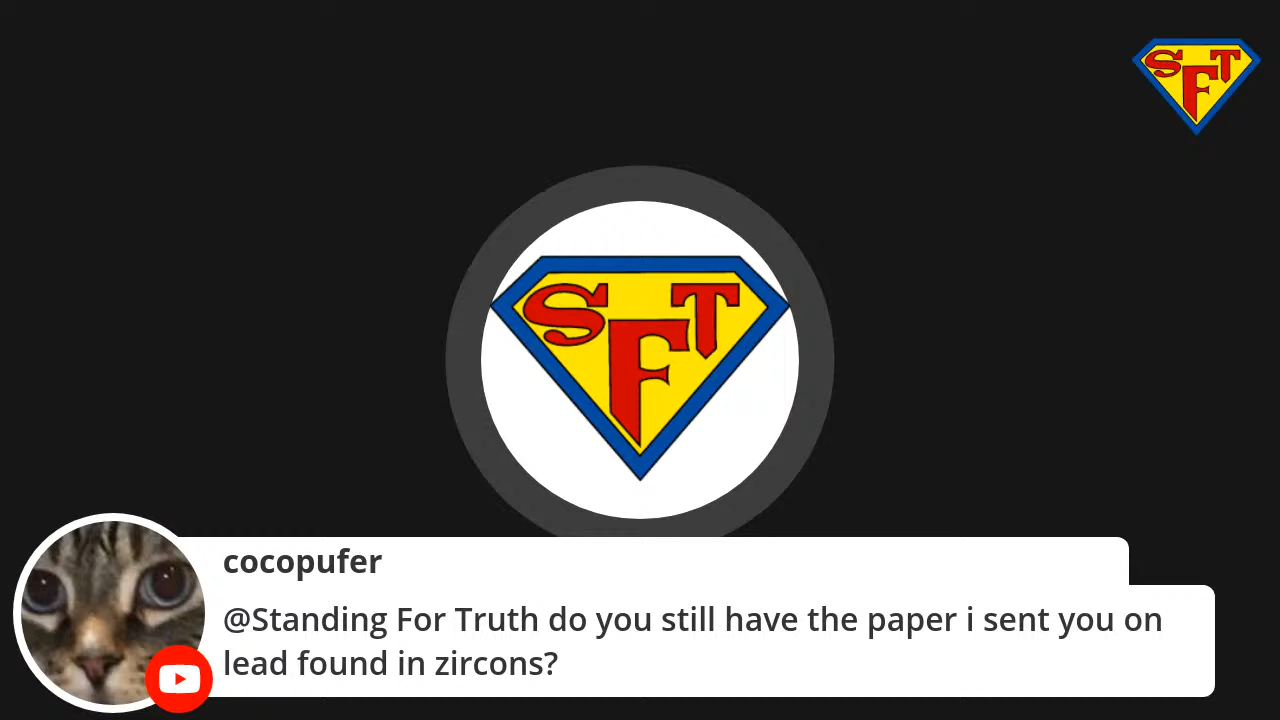 SFT
SFT
cocopufer
@Standing For Truth do you still have the paper i sent you on
lead found in zircons?